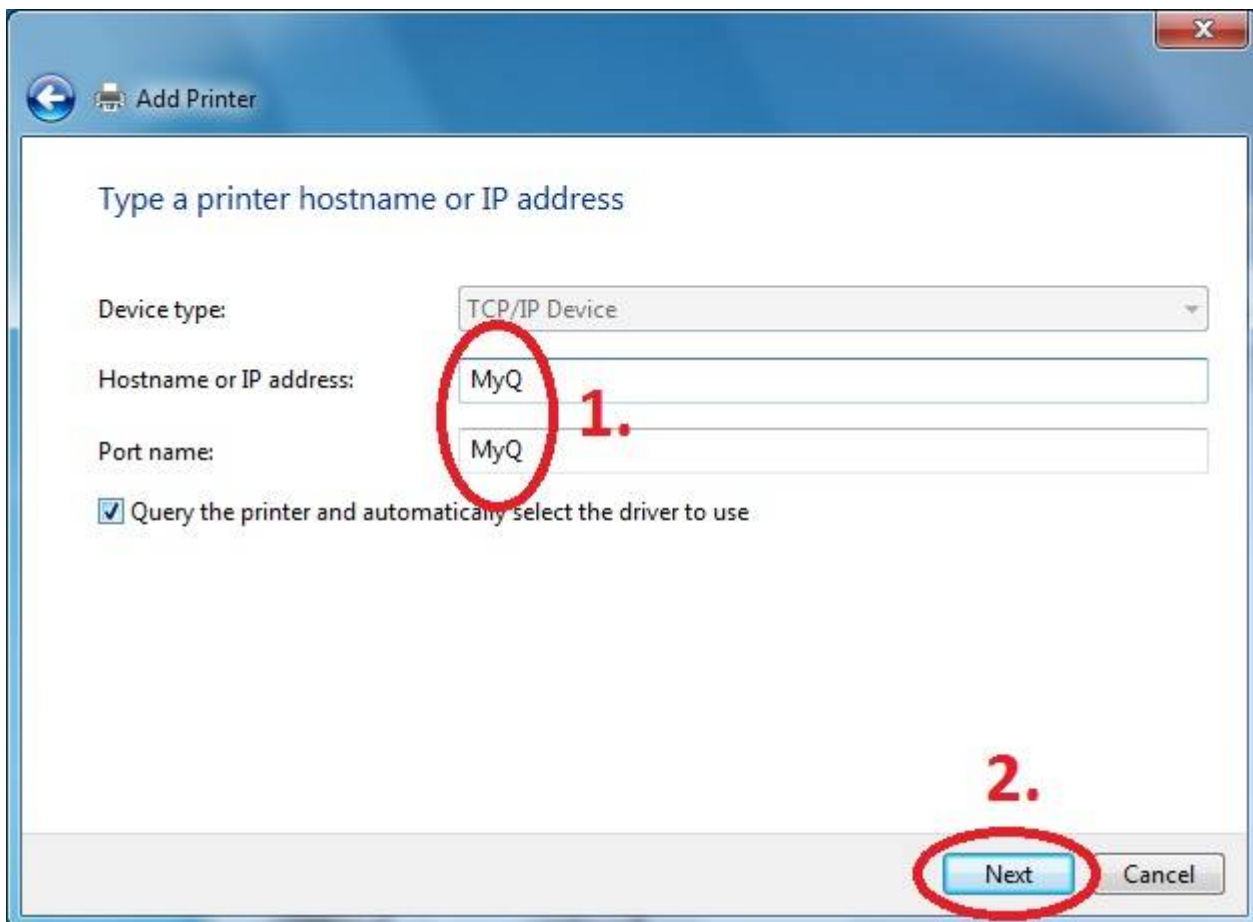 Add Printer
Type a printer hostname or IP address
Device type: TCP/IP Device
Hostname or IP address: MyQ
1.
Port name: MyQ
Query the printer and automatically select the driver to use
2.
Next Cancel